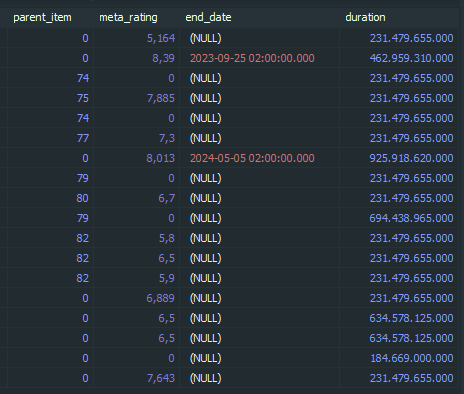 parent_item meta_rating end_date duration
0 5,164 (NULL) 231.479.655.000
0 8,39 2023-09-25 02:00:00.000 462.959.310.000
74 0 (NULL) 231.479.655.000
75 7,885 (NULL) 231.479.655.000
74 0 (NULL) 231.479.655.000
77 7,3 (NULL) 231.479.655.000
0 8,013 2024-05-05 02:00:00.000 925.918.620.000
79 0 (NULL) 231.479.655.000
80 6,7 (NULL) 231.479.655.000
79 0 (NULL) 694.438.965.000
82 5,8 (NULL) 231.479.655.000
82 6,5 (NULL) 231.479.655.000
82 5,9 (NULL) 231.479.655.000
0 6,889 (NULL) 231.479.655.000
0 6,5 (NULL) 634.578.125.000
0 6,5 (NULL) 634.578.125.000
0 0 (NULL) 184.669.000.000
0 7,643 (NULL) 231.479.655.000